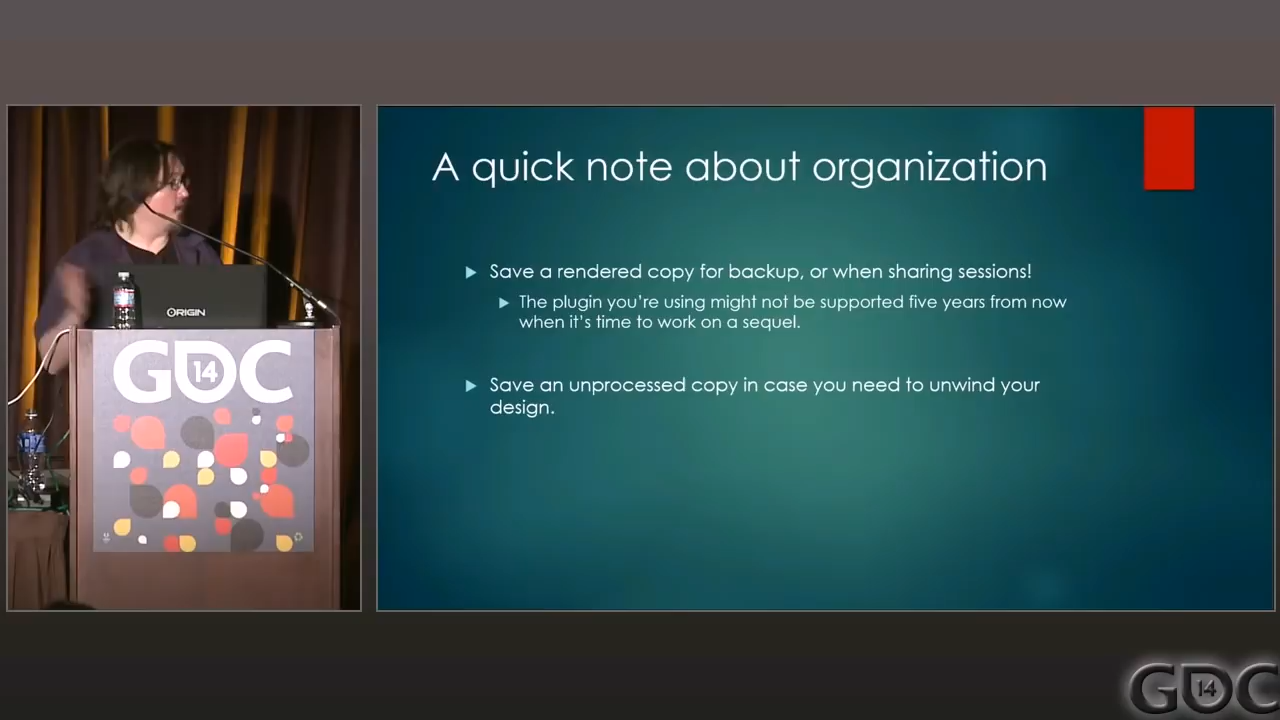 A quick note about organization
Save a rendered copy for backup, or when sharing sessions!
The plugin you're using might not be supported five years from now
when it's time to work on a sequel.
Save an unprocessed copy in case you need to unwind your
design.
ORIGIN
GDC
14
GDC
14